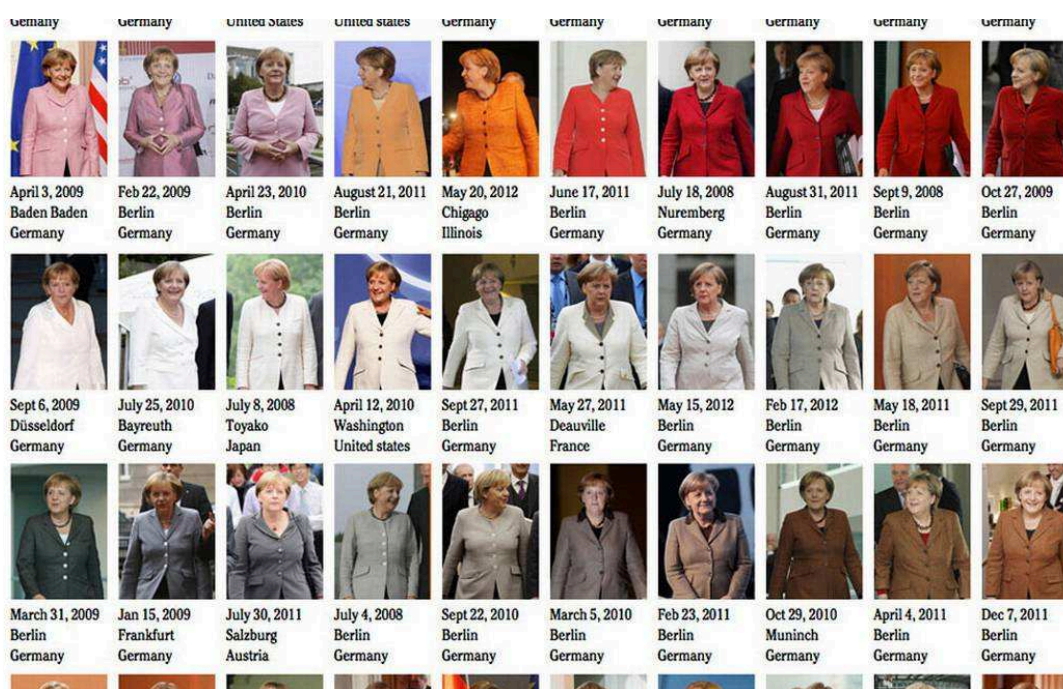 Germany Germany United States United states Germany Germany Germany Germany Germany Germany
April 3, 2009 Feb 22, 2009 April 23, 2010 August 21, 2011 May 20, 2012 June 17, 2011 July 18, 2008 August 31, 2011 Sept 9, 2008 Oct 27, 2009
Baden Baden Berlin Berlin Berlin Chigago Berlin Nuremberg Berlin Berlin Berlin
Germany Germany Germany Germany Illinois Germany Germany Germany Germany Germany
Sept 6, 2009 July 25, 2010 July 8, 2008 April 12, 2010 Sept 27, 2011 May 27, 2011 May 15, 2012 Feb 17, 2012 May 18, 2011 Sept 29, 2011
Düsseldorf Bayreuth Toyako Washington Berlin Deauville Berlin Berlin Berlin Berlin
Germany Germany Japan United states Germany France Germany Germany Germany Germany
March 31, 2009 Jan 15, 2009 July 30, 2011 July 4, 2008 Sept 22, 2010 March 5, 2010 Feb 23, 2011 Oct 29, 2010 April 4, 2011 Dec 7, 2011
Berlin Frankfurt Salzburg Berlin Berlin Berlin Berlin Muninch Berlin Berlin
Germany Germany Austria Germany Germany Germany Germany Germany Germany Germany